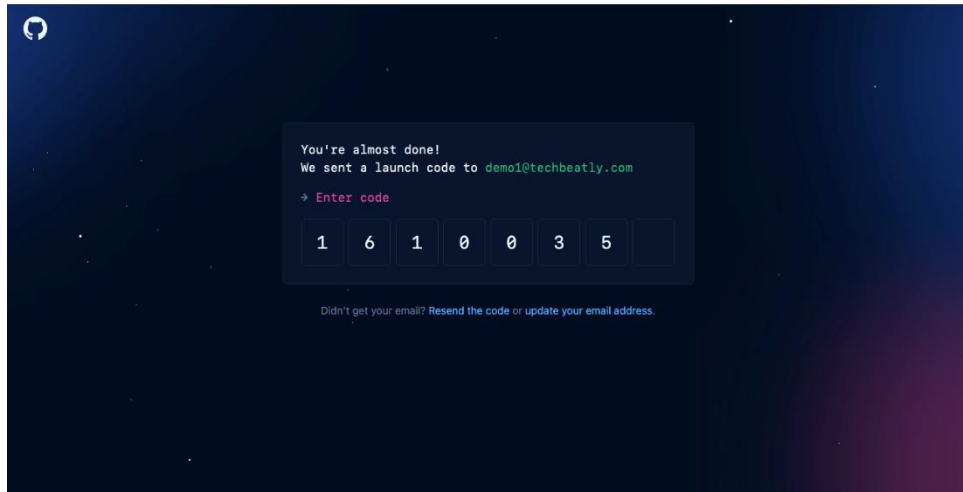 You're almost done!
We sent a launch code to demo1@techbeatly.com
→ Enter code
1 6 1 0 0 3 5
Didn't get your email? Resend the code or update your email address.